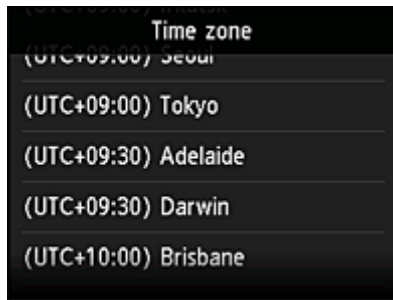 Time zone
(UTC+09:00) Seoul
(UTC+09:00) Tokyo
(UTC+09:30) Adelaide
(UTC+09:30) Darwin
(UTC+10:00) Brisbane